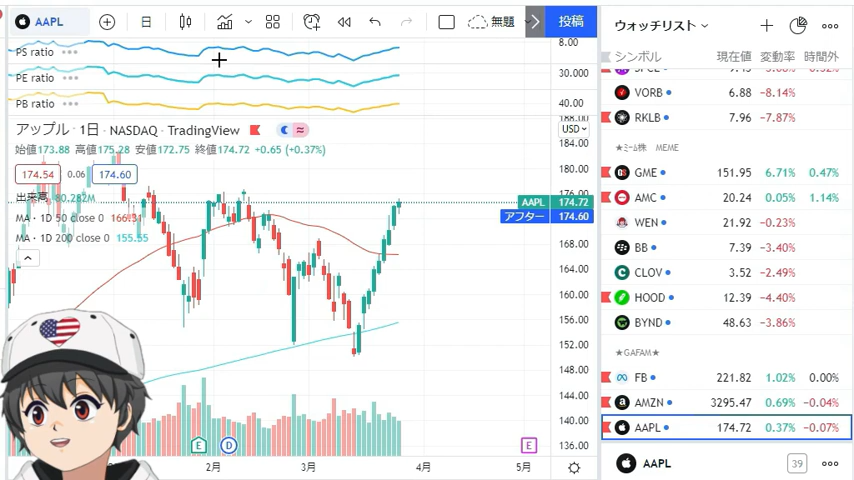 AAPL
日
無題
投稿
PS ratio
PE ratio
PB ratio
アップル・1日・NASDAQ・TradingView
始値173.88 高値175.28 安値172.75 終値174.72 +0.65 (+0.37%)
174.54 0.06 174.60
出来高 80.282M
MA・1D 50 close 0 166.31
MA・1D 200 close 0 155.55
8.00
30.000
40.00
188.00
USD
184.00
180.00
176.00
AAPL 174.72
アフター 174.60
168.00
164.00
160.00
156.00
152.00
148.00
144.00
140.00
136.00
E D E
2月 3月 4月 5月
ウォッチリスト
シンボル 現在値 変動率 時間外
VORB 6.88 −8.14%
RKLB 7.96 −7.87%
★ミーム株 MEME
GME 151.95 6.71% 0.47
AMC 20.24 0.05% 1.14
WEN 21.92 −0.23%
BB 7.39 −3.40%
CLOV 3.52 −2.49%
HOOD 12.39 −4.40%
BYND 48.63 −3.86%
★GAFAM★
FB 221.82 1.02% 0.00%
AMZN 3295.47 0.69% −0.04%
AAPL 174.72 0.37% −0.07%
AAPL 39